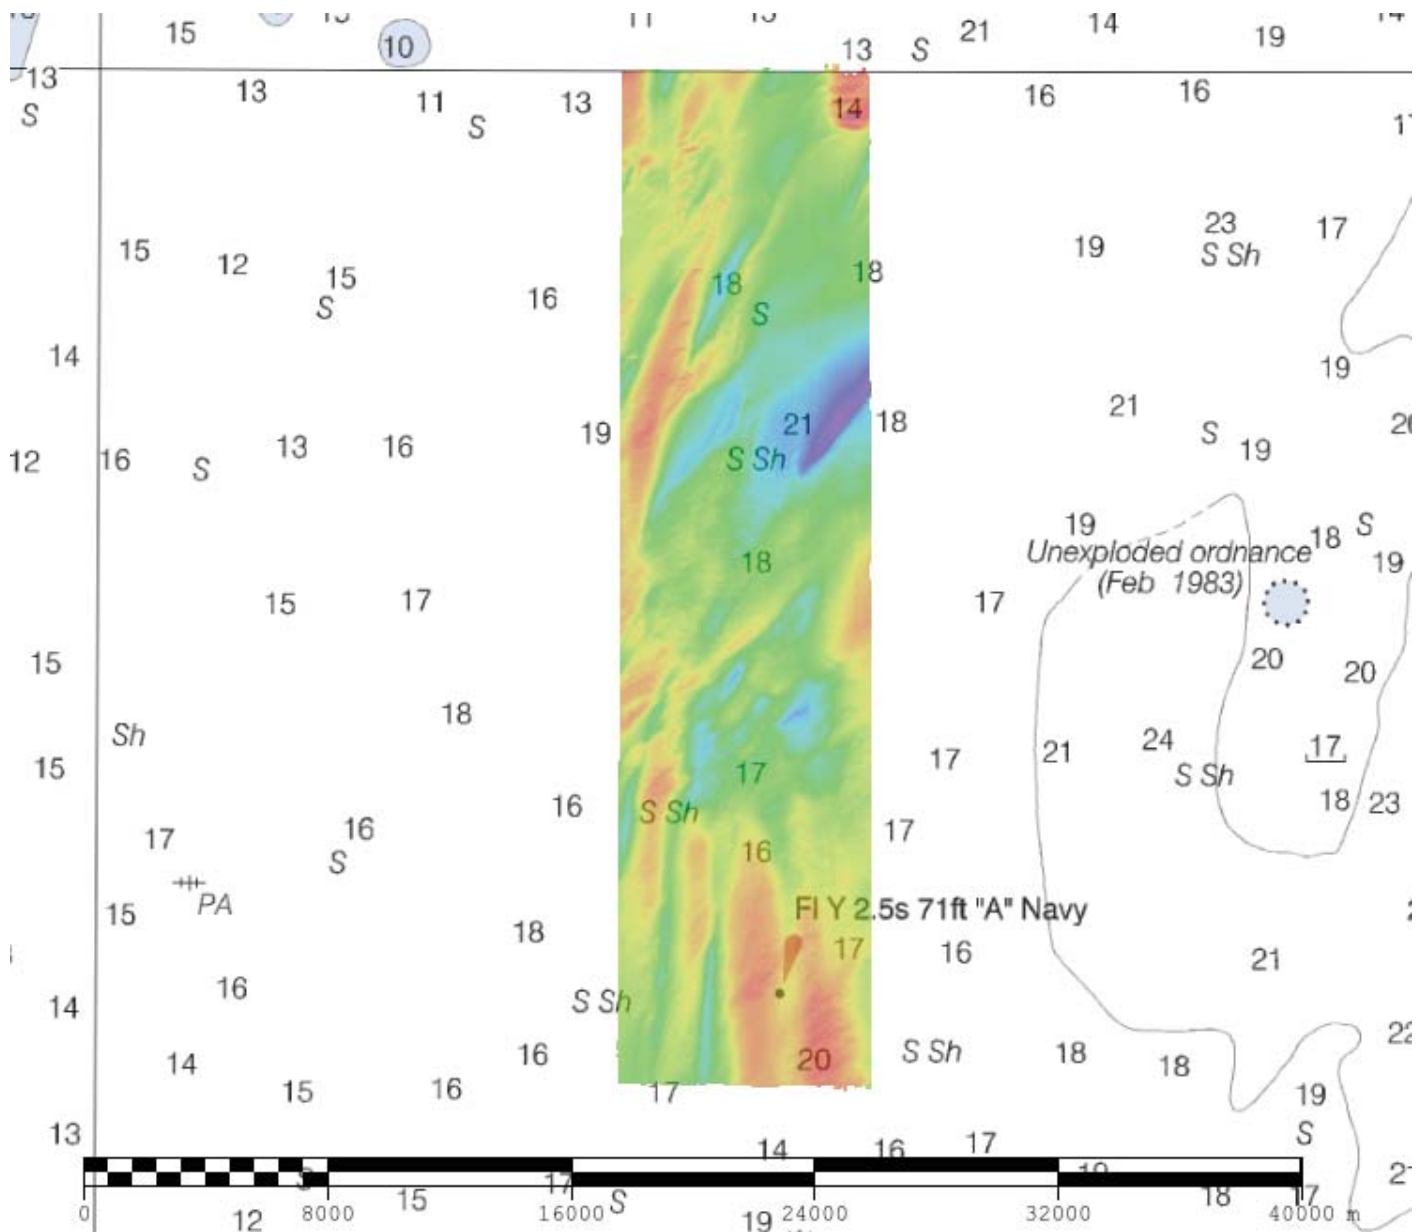 15 10 13 S 21 14 19
13 13 11 13 14 16 16
S S
15 12 15 16 18 18 19 23 17
S S S Sh
14 19
21
12 16 13 16 19 21 18 S 19
S S Sh
19 18 S
Unexploded ordnance 19
18 (Feb 1983)
15 17 17
15 20 20
18
Sh 21 24 17
15 17 17 S Sh
16 S Sh 18 23
17 16 16 17
S
PA
15 18 Fl Y 2.5s 71ft "A" Navy
17 16 21
16
14 S Sh
14 16 20 S Sh 18 18
15 16 17 19
13 14 16 17 S
S 17 19
15 S 18
0 8000 16000 24000 32000 40000 m
12 19